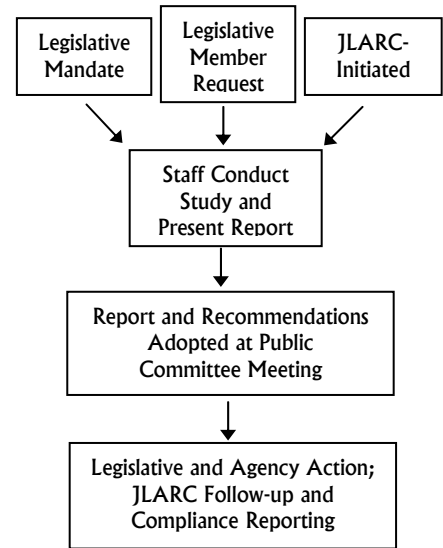 Legislative
Mandate
Legislative
Member
Request
JLARC-
Initiated
Staff Conduct
Study and
Present Report
Report and Recommendations
Adopted at Public
Committee Meeting
Legislative and Agency Action;
JLARC Follow-up and
Compliance Reporting